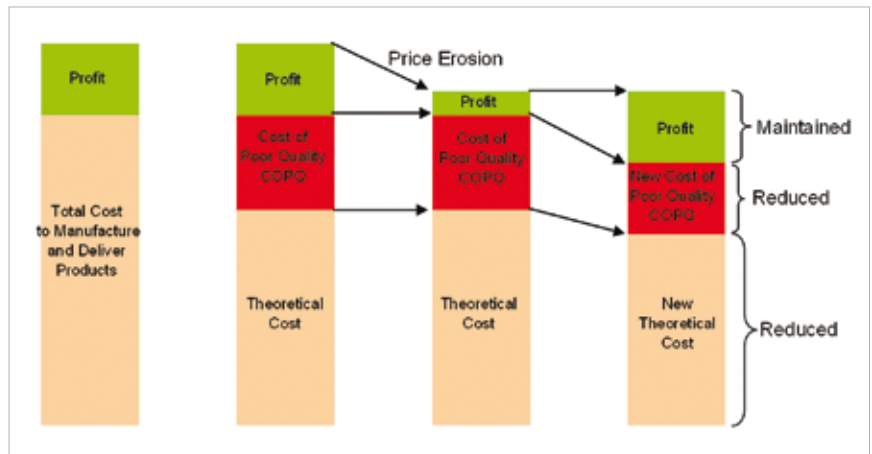 Profit
Total Cost
to Manufacture
and Deliver
Products
Profit
Cost of
Poor Quality
COPQ
Theoretical
Cost
Price Erosion
Profit
Cost of
Poor Quality
COPQ
Theoretical
Cost
Profit
New Cost of
Poor Quality
COPQ
New
Theoretical
Cost
Maintained
Reduced
Reduced